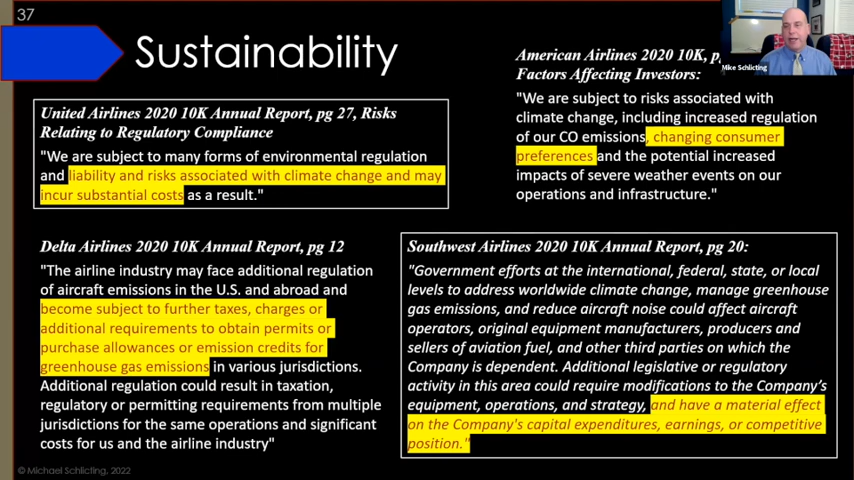 37
Sustainability
Mike Schlicting
United Airlines 2020 10K Annual Report, pg 27, Risks
Relating to Regulatory Compliance
"We are subject to many forms of environmental regulation
and liability and risks associated with climate change and may
incur substantial costs as a result."
American Airlines 2020 10K,
Factors Affecting Investors:
"We are subject to risks associated with
climate change, including increased regulation
of our CO emissions, changing consumer
preferences and the potential increased
impacts of severe weather events on our
operations and infrastructure."
Delta Airlines 2020 10K Annual Report, pg 12
"The airline industry may face additional regulation
of aircraft emissions in the U.S. and abroad and
become subject to further taxes, charges or
additional requirements to obtain permits or
purchase allowances or emission credits for
greenhouse gas emissions in various jurisdictions.
Additional regulation could result in taxation,
regulatory or permitting requirements from multiple
jurisdictions for the same operations and significant
costs for us and the airline industry"
Southwest Airlines 2020 10K Annual Report, pg 20:
"Government efforts at the international, federal, state, or local
levels to address worldwide climate change, manage greenhouse
gas emissions, and reduce aircraft noise could affect aircraft
operators, original equipment manufacturers, producers and
sellers of aviation fuel, and other third parties on which the
Company is dependent. Additional legislative or regulatory
activity in this area could require modifications to the Company's
equipment, operations, and strategy, and have a material effect
on the Company's capital expenditures, earnings, or competitive
position."
© Michael Schlicting, 2022